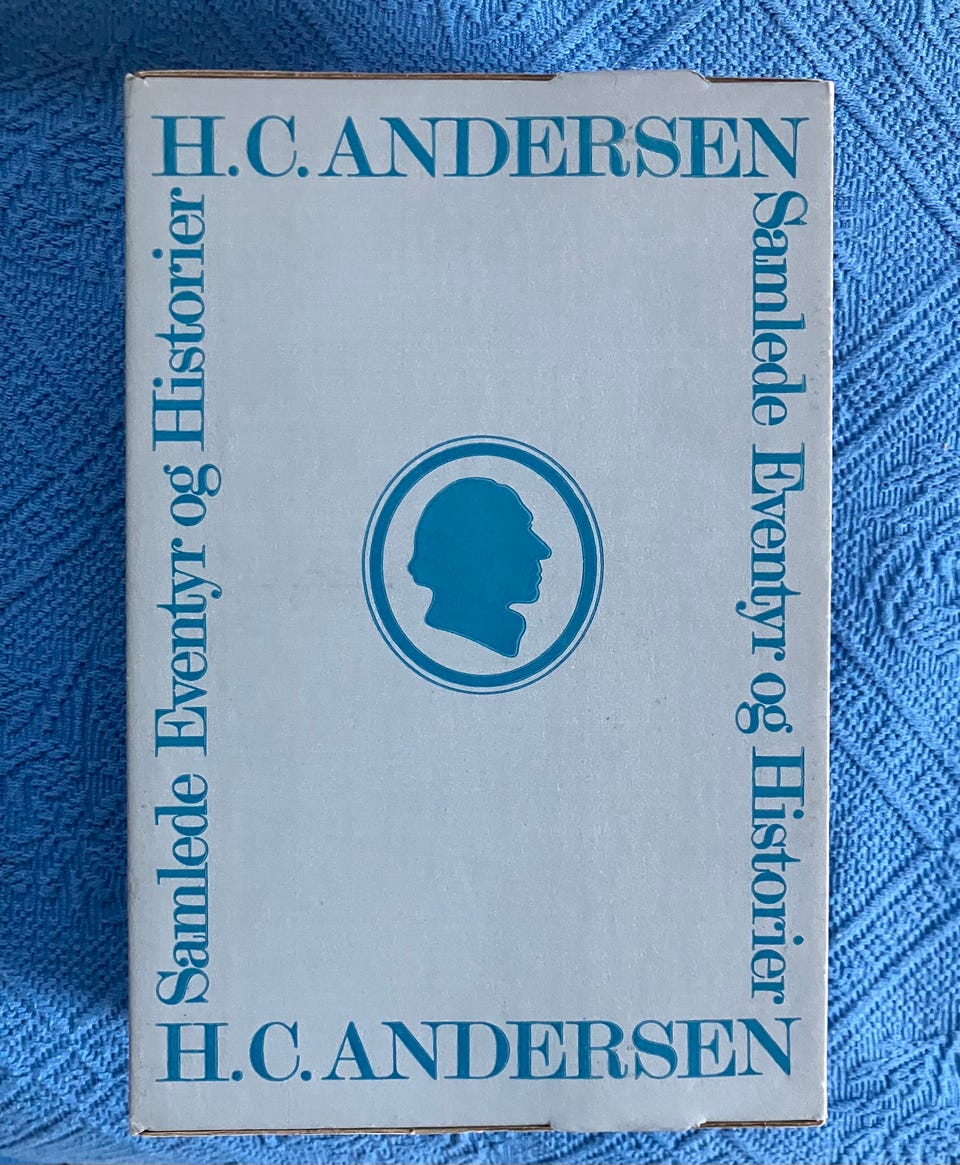 H.C. ANDERSEN
Samlede Eventyr og Historier
Samlede Eventyr og Historier
H.C. ANDERSEN